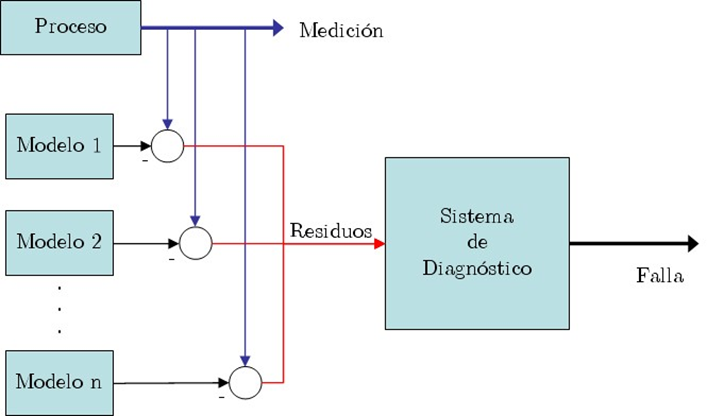 Proceso
Medición
Modelo 1
-
Modelo 2
-
Residuos
Sistema
de
Diagnóstico
Falla
.
.
.
Modelo n
-